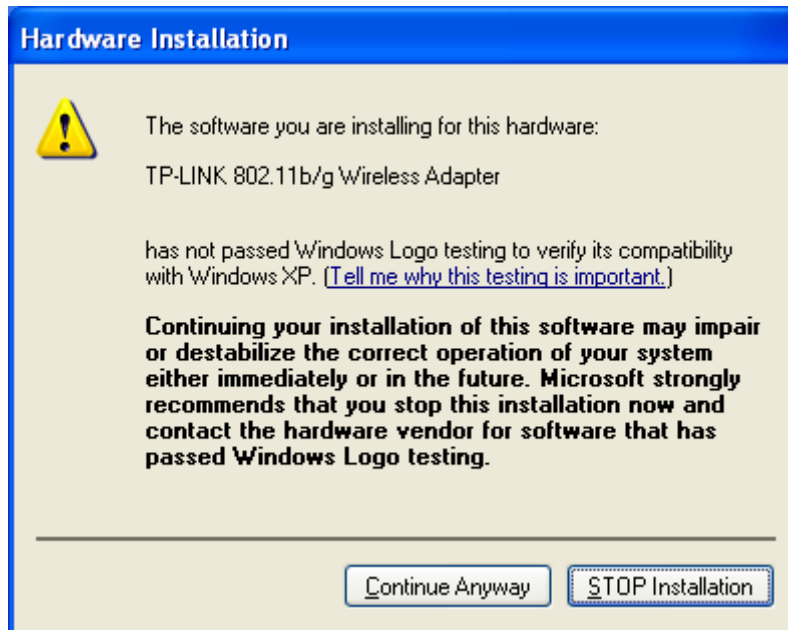 Hardware Installation
The software you are installing for this hardware:
TP-LINK 802.11b/g Wireless Adapter
has not passed Windows Logo testing to verify its compatibility
with Windows XP. (Tell me why this testing is important.)
Continuing your installation of this software may impair
or destabilize the correct operation of your system
either immediately or in the future. Microsoft strongly
recommends that you stop this installation now and
contact the hardware vendor for software that has
passed Windows Logo testing.
Continue Anyway
STOP Installation